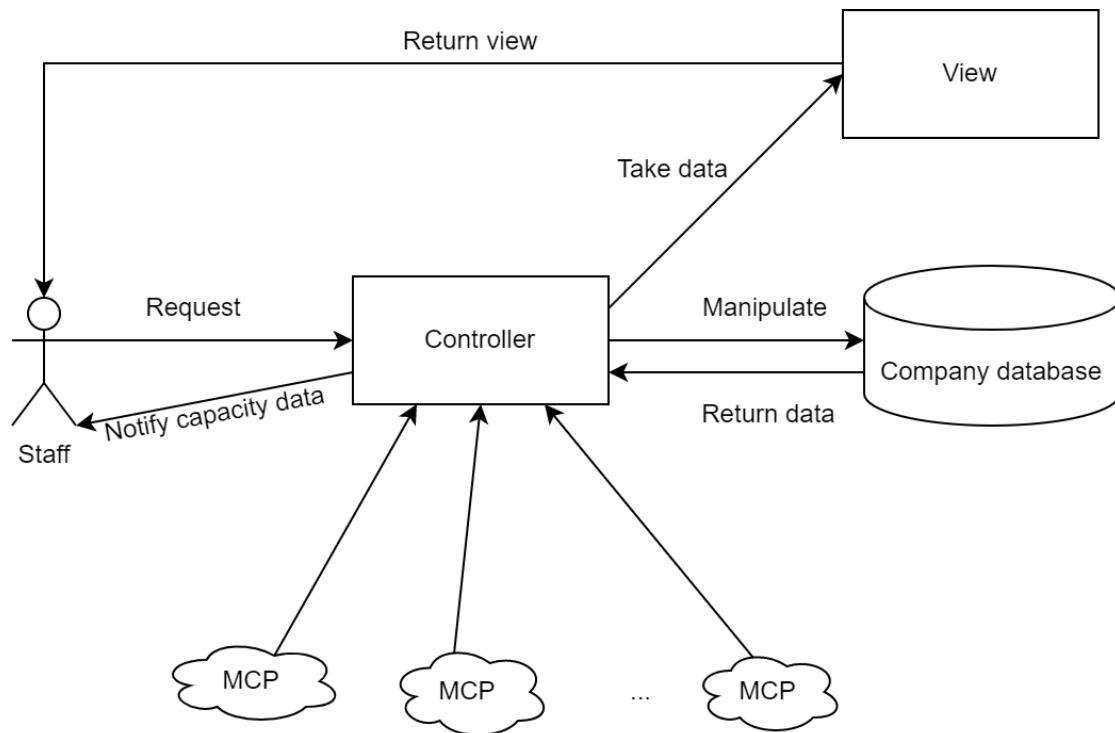 Return view
View
Take data
Request
Controller
Manipulate
Company database
Notify capacity data
Return data
Staff
MCP
MCP
...
MCP